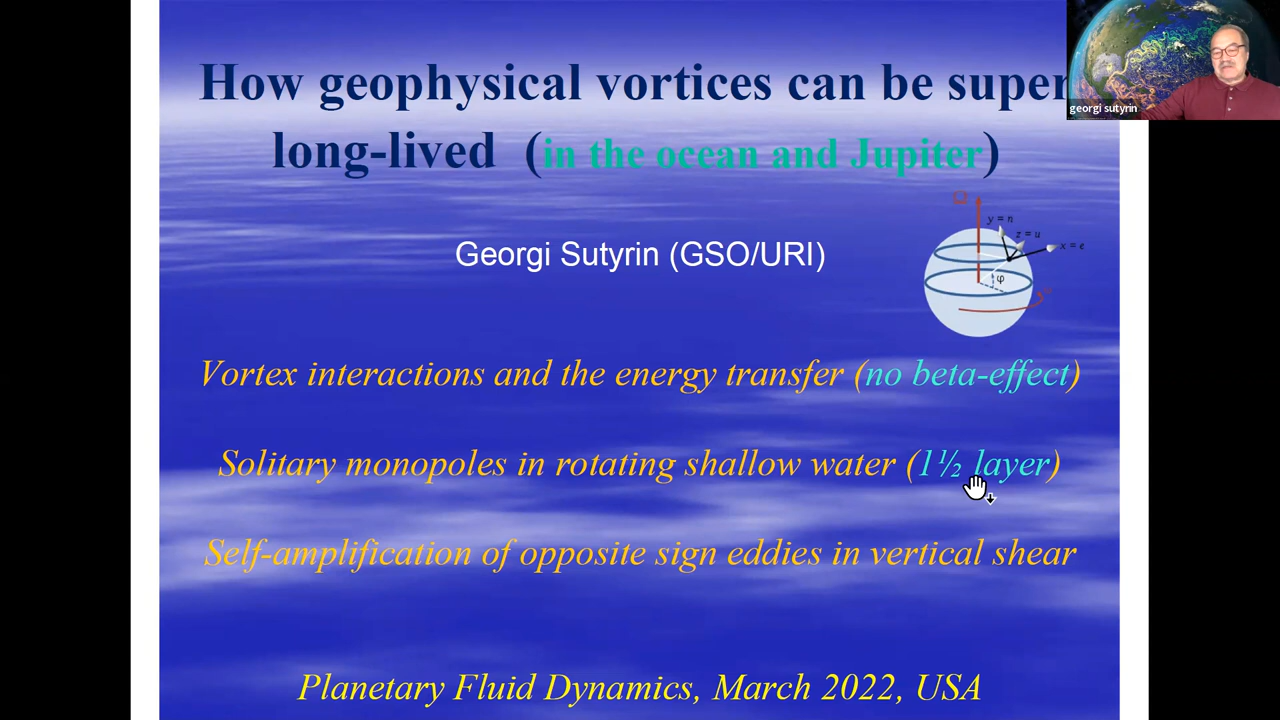 How geophysical vortices can be super
long-lived (in the ocean and Jupiter)
georgi sutyrin
Ω
y = n
z = u
x = e
φ
Georgi Sutyrin (GSO/URI)
Vortex interactions and the energy transfer (no beta-effect)
Solitary monopoles in rotating shallow water (1½ layer)
Self-amplification of opposite sign eddies in vertical shear
Planetary Fluid Dynamics, March 2022, USA